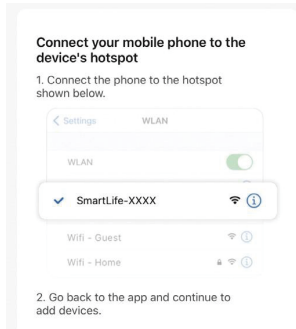 Connect your mobile phone to the
device's hotspot
1. Connect the phone to the hotspot
shown below.
Settings WLAN
WLAN
SmartLife-XXXX
Wifi - Guest
Wifi - Home
2. Go back to the app and continue to
add devices.